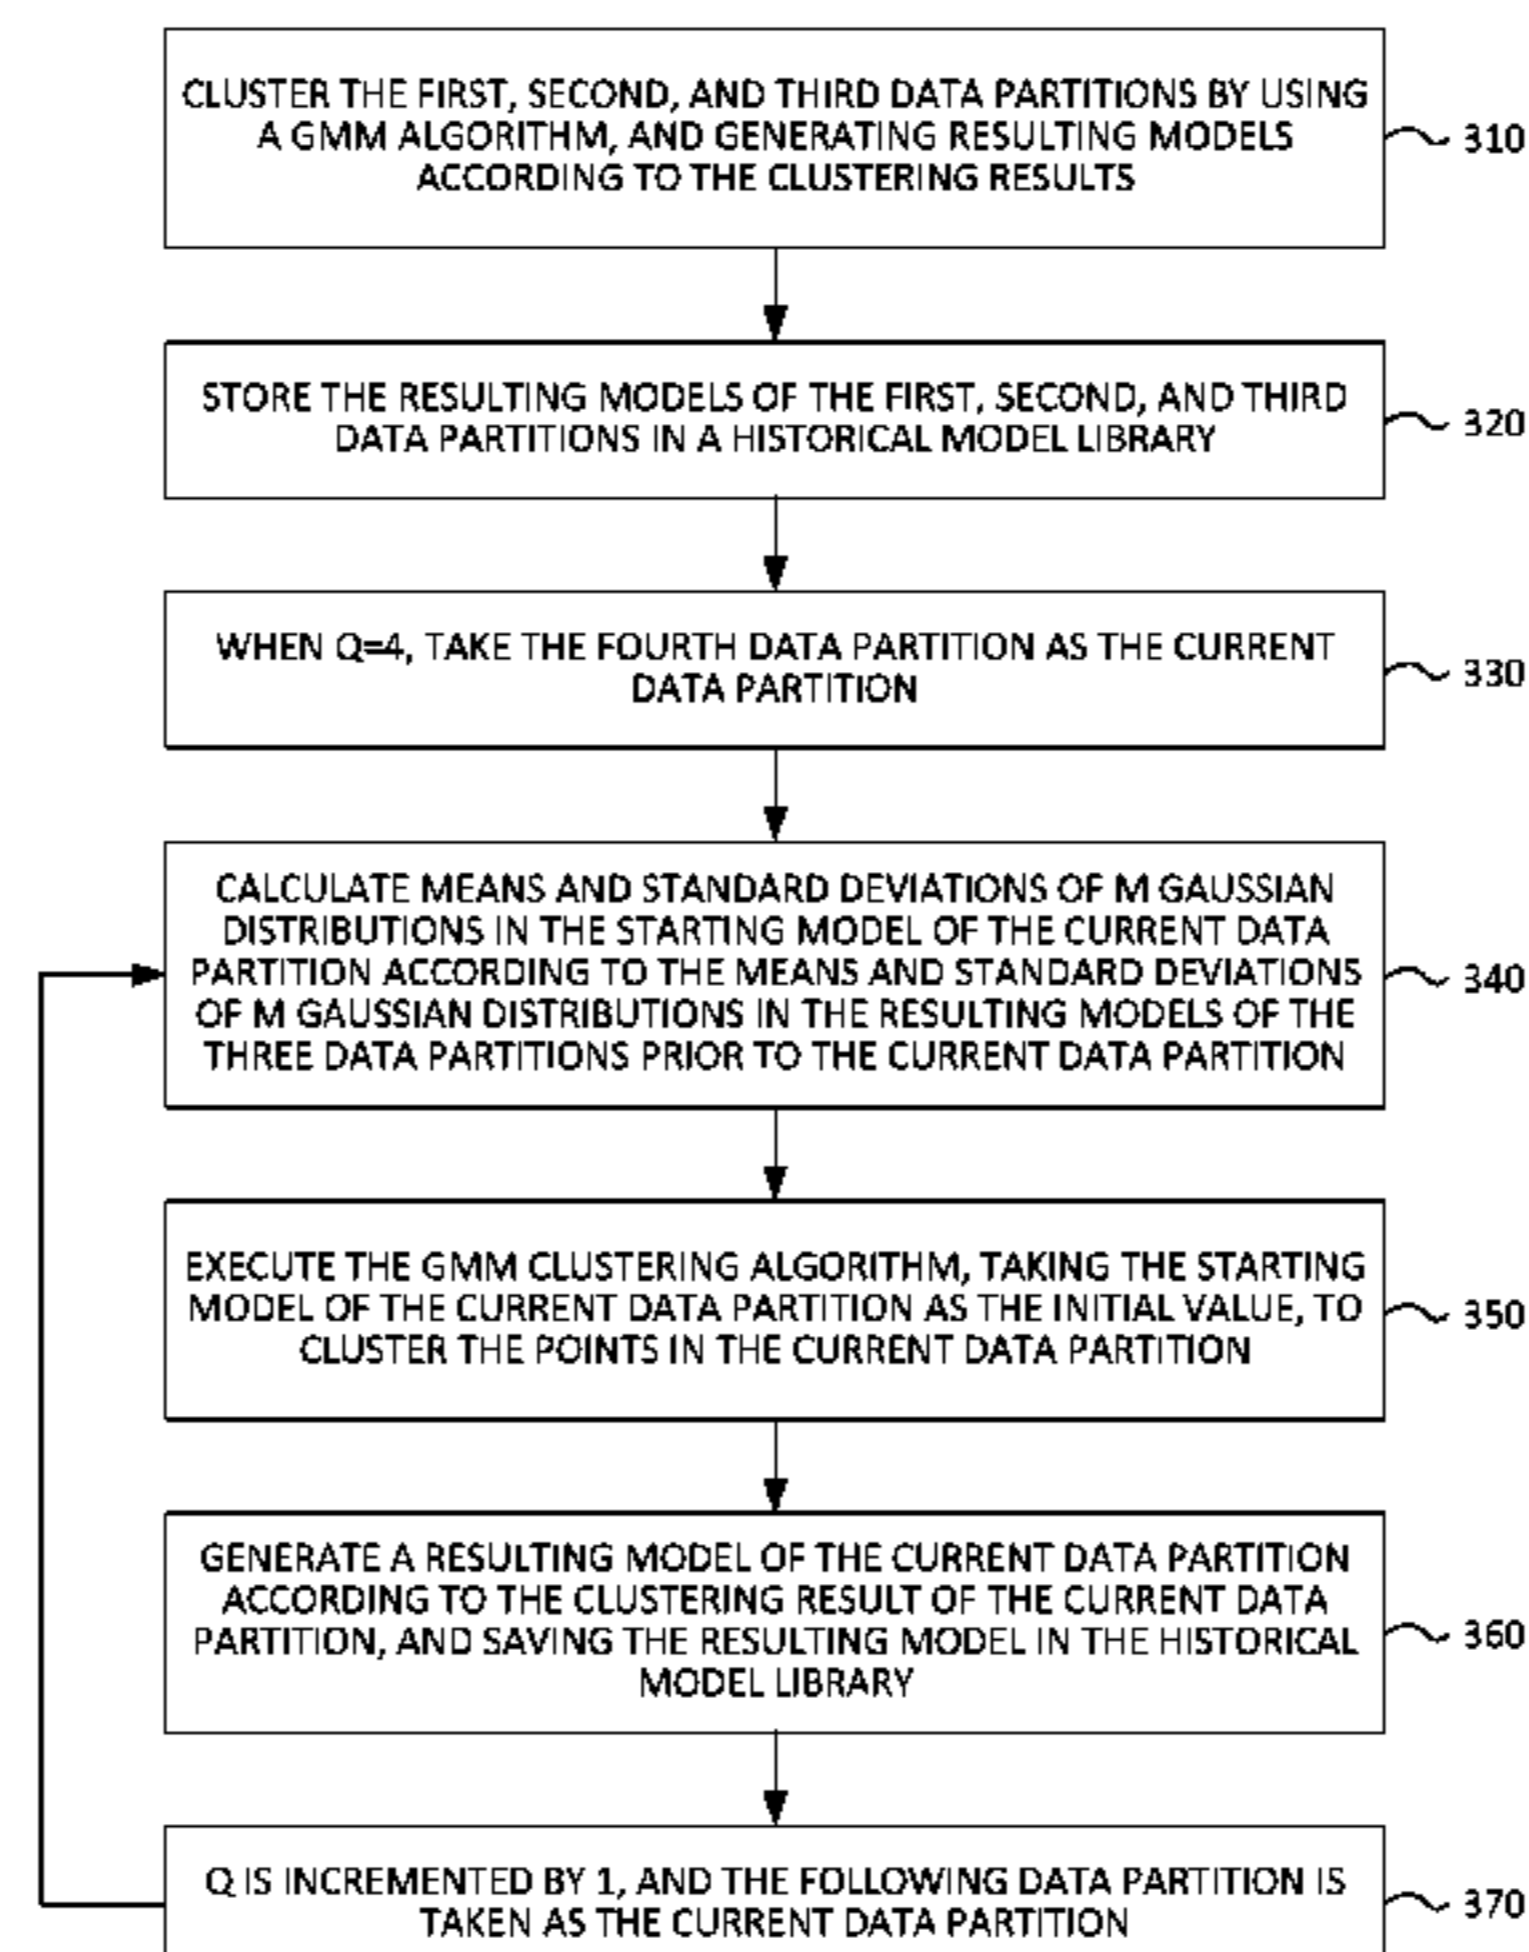 CLUSTER THE FIRST, SECOND, AND THIRD DATA PARTITIONS BY USING
A GMM ALGORITHM, AND GENERATING RESULTING MODELS
ACCORDING TO THE CLUSTERING RESULTS
310
STORE THE RESULTING MODELS OF THE FIRST, SECOND, AND THIRD
DATA PARTITIONS IN A HISTORICAL MODEL LIBRARY
320
WHEN Q=4, TAKE THE FOURTH DATA PARTITION AS THE CURRENT
DATA PARTITION
330
CALCULATE MEANS AND STANDARD DEVIATIONS OF M GAUSSIAN
DISTRIBUTIONS IN THE STARTING MODEL OF THE CURRENT DATA
PARTITION ACCORDING TO THE MEANS AND STANDARD DEVIATIONS
OF M GAUSSIAN DISTRIBUTIONS IN THE RESULTING MODELS OF THE
THREE DATA PARTITIONS PRIOR TO THE CURRENT DATA PARTITION
340
EXECUTE THE GMM CLUSTERING ALGORITHM, TAKING THE STARTING
MODEL OF THE CURRENT DATA PARTITION AS THE INITIAL VALUE, TO
CLUSTER THE POINTS IN THE CURRENT DATA PARTITION
350
GENERATE A RESULTING MODEL OF THE CURRENT DATA PARTITION
ACCORDING TO THE CLUSTERING RESULT OF THE CURRENT DATA
PARTITION, AND SAVING THE RESULTING MODEL IN THE HISTORICAL
MODEL LIBRARY
360
Q IS INCREMENTED BY 1, AND THE FOLLOWING DATA PARTITION IS
TAKEN AS THE CURRENT DATA PARTITION
370